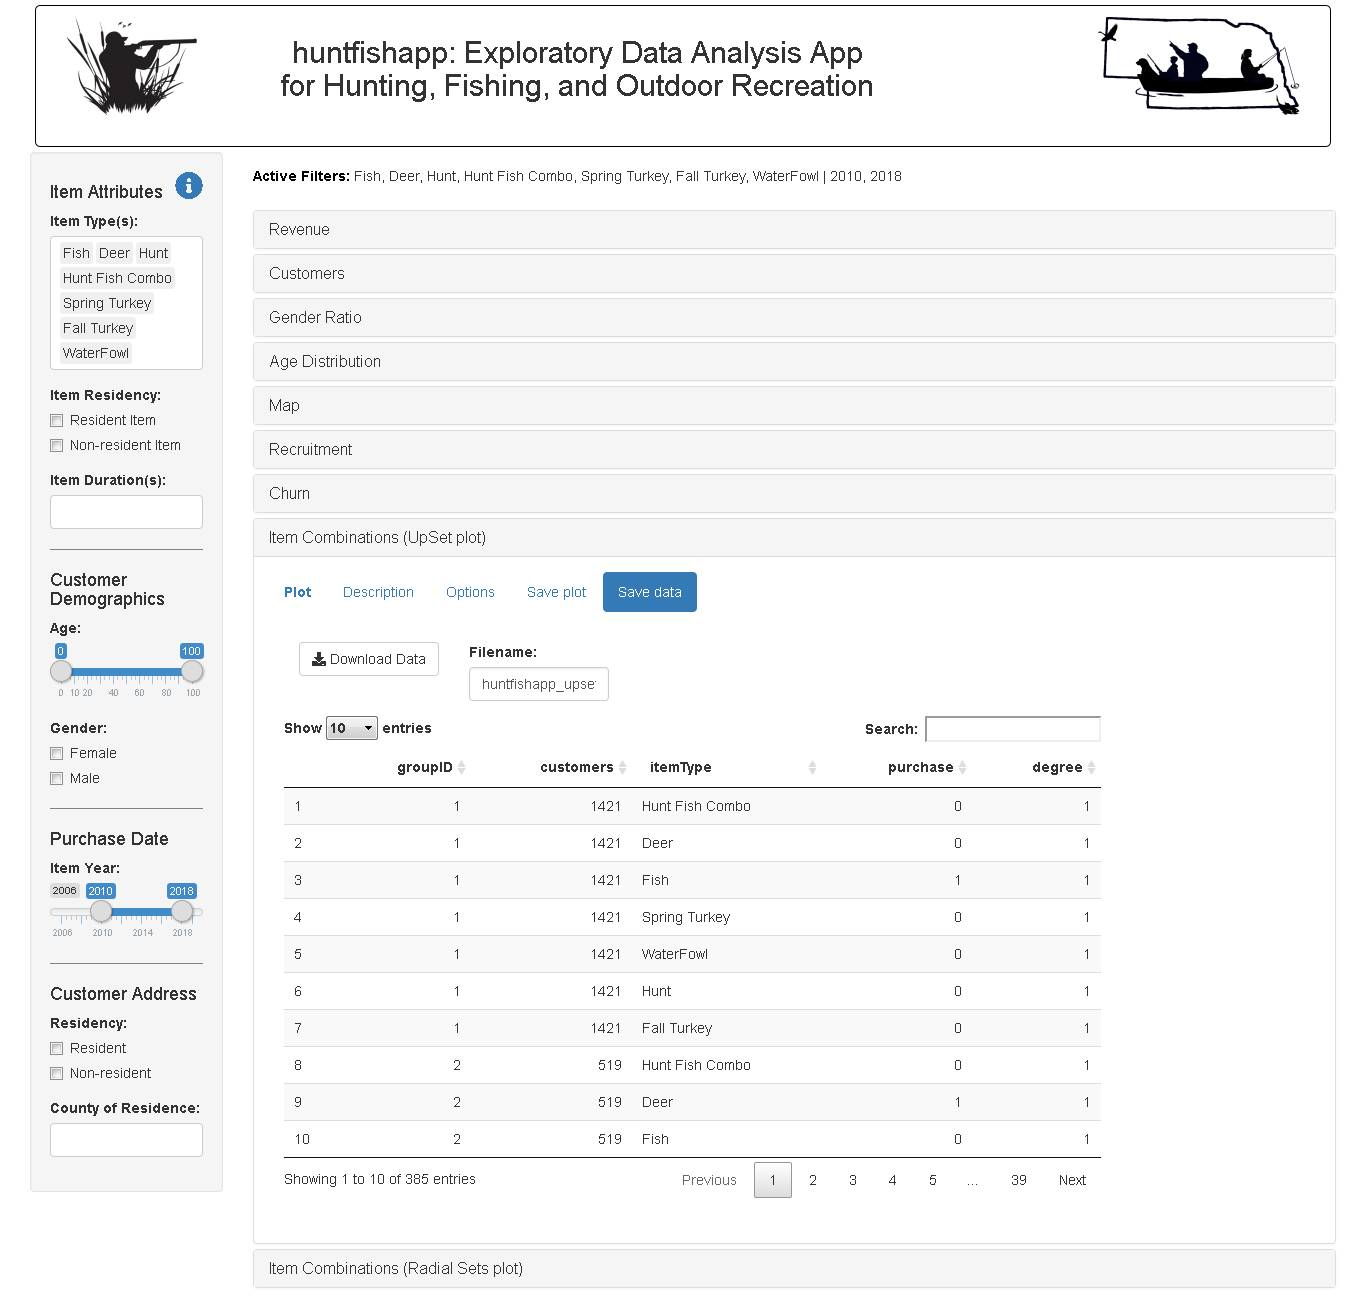 huntfishapp: Exploratory Data Analysis App
for Hunting, Fishing, and Outdoor Recreation
Item Attributes
Item Type(s):
Fish Deer Hunt
Hunt Fish Combo
Spring Turkey
Fall Turkey
WaterFowl
Item Residency:
Resident Item
Non-resident Item
Item Duration(s):
Customer
Demographics
Age:
0 100
0 10 20 40 60 80 100
Gender:
Female
Male
Purchase Date
Item Year:
2006 2010 2018
2006 2010 2014 2018
Customer Address
Residency:
Resident
Non-resident
County of Residence:
Active Filters: Fish, Deer, Hunt, Hunt Fish Combo, Spring Turkey, Fall Turkey, WaterFowl | 2010, 2018
Revenue
Customers
Gender Ratio
Age Distribution
Map
Recruitment
Churn
Item Combinations (UpSet plot)
Plot Description Options Save plot Save data
Download Data
Filename:
huntfishapp_upse
Show 10 entries
Search:
groupID customers itemType purchase degree
1 1 1421 Hunt Fish Combo 0 1
2 1 1421 Deer 0 1
3 1 1421 Fish 1 1
4 1 1421 Spring Turkey 0 1
5 1 1421 WaterFowl 0 1
6 1 1421 Hunt 0 1
7 1 1421 Fall Turkey 0 1
8 2 519 Hunt Fish Combo 0 1
9 2 519 Deer 1 1
10 2 519 Fish 0 1
Showing 1 to 10 of 385 entries
Previous 1 2 3 4 5 ... 39 Next
Item Combinations (Radial Sets plot)